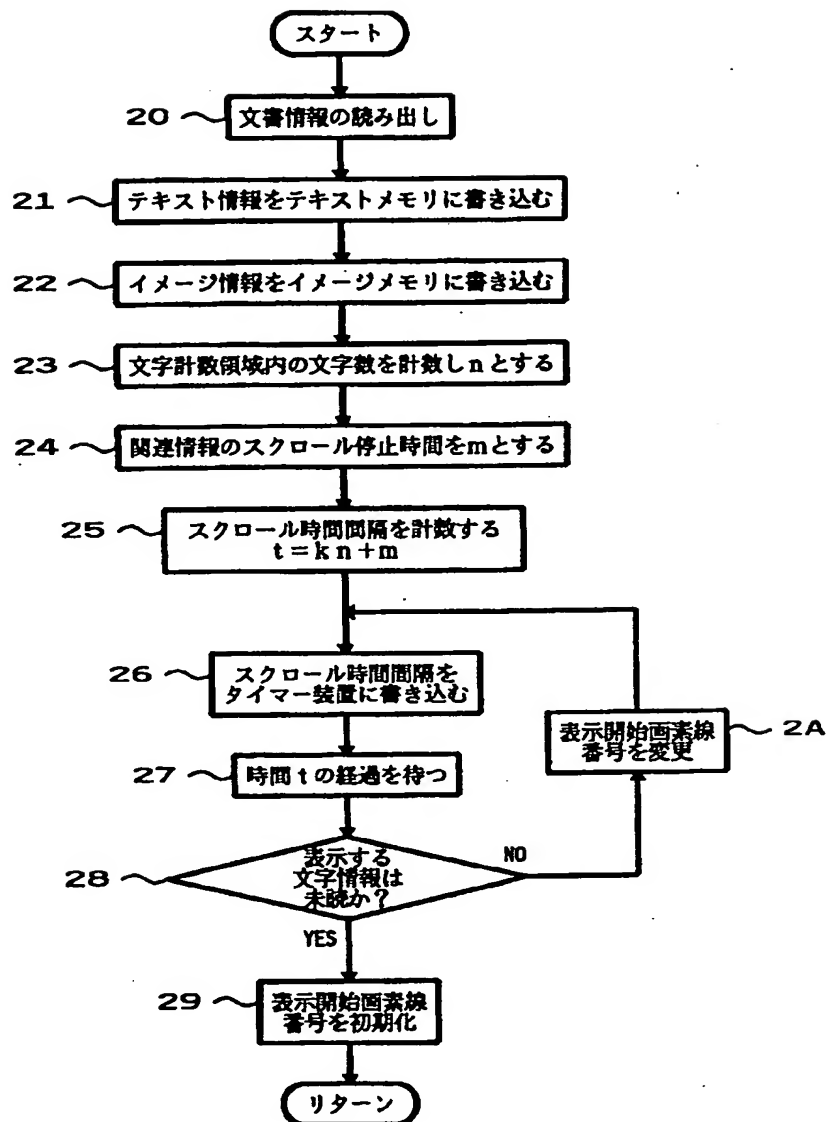 スタート
20
文書情報の読み出し
21
テキスト情報をテキストメモリに書き込む
22
イメージ情報をイメージメモリに書き込む
23
文字計数領域内の文字数を計数しnとする
24
関連情報のスクロール停止時間をmとする
25
スクロール時間間隔を計数する
t=kn+m
26
スクロール時間間隔を
タイマー装置に書き込む
2A
表示開始画素線
番号を変更
27
時間tの経過を待つ
28
表示する
文字情報は
未読か?
NO
YES
29
表示開始画素線
番号を初期化
リターン